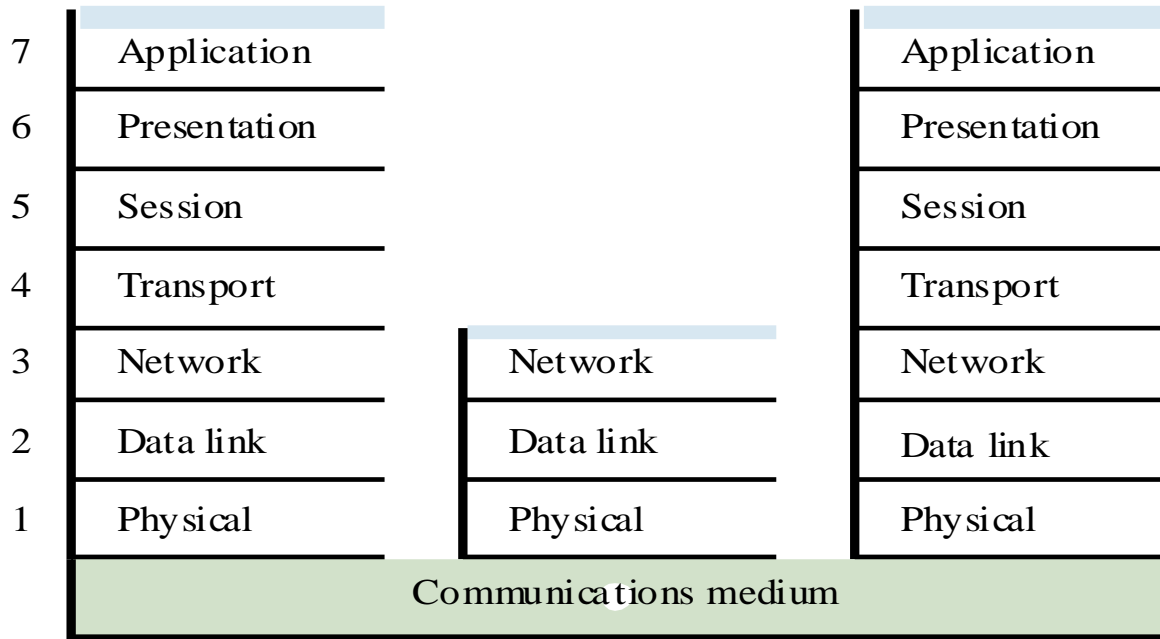 7 Application Application
6 Presentation Presentation
5 Session Session
4 Transport Transport
3 Network Network Network
2 Data link Data link Data link
1 Physical Physical Physical
Communications medium